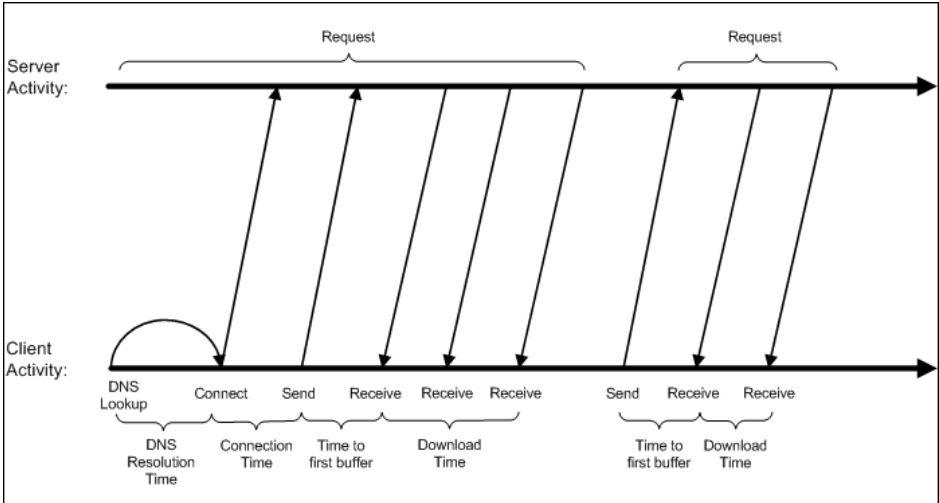 Request
Request
Server
Activity:
Client
Activity:
DNS
Lookup
Connect
Send
Receive
Receive
Receive
Send
Receive
Receive
DNS
Resolution
Time
Connection
Time
Time to
first buffer
Download
Time
Time to
first buffer
Download
Time